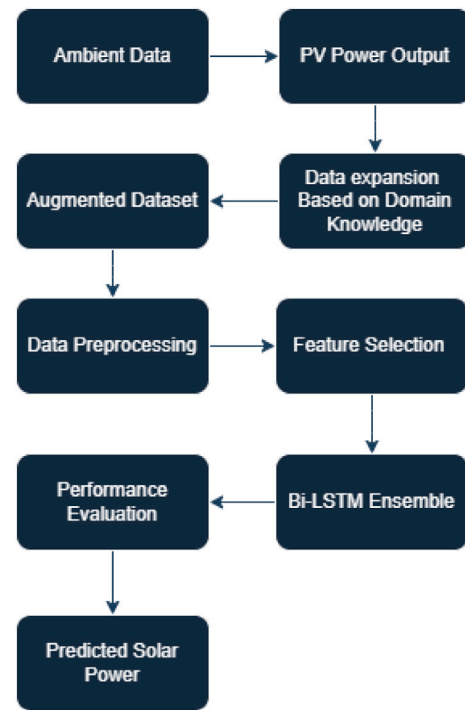 Ambient Data
PV Power Output
Data expansion
Based on Domain
Knowledge
Augmented Dataset
Data Preprocessing
Feature Selection
Bi-LSTM Ensemble
Performance
Evaluation
Predicted Solar
Power